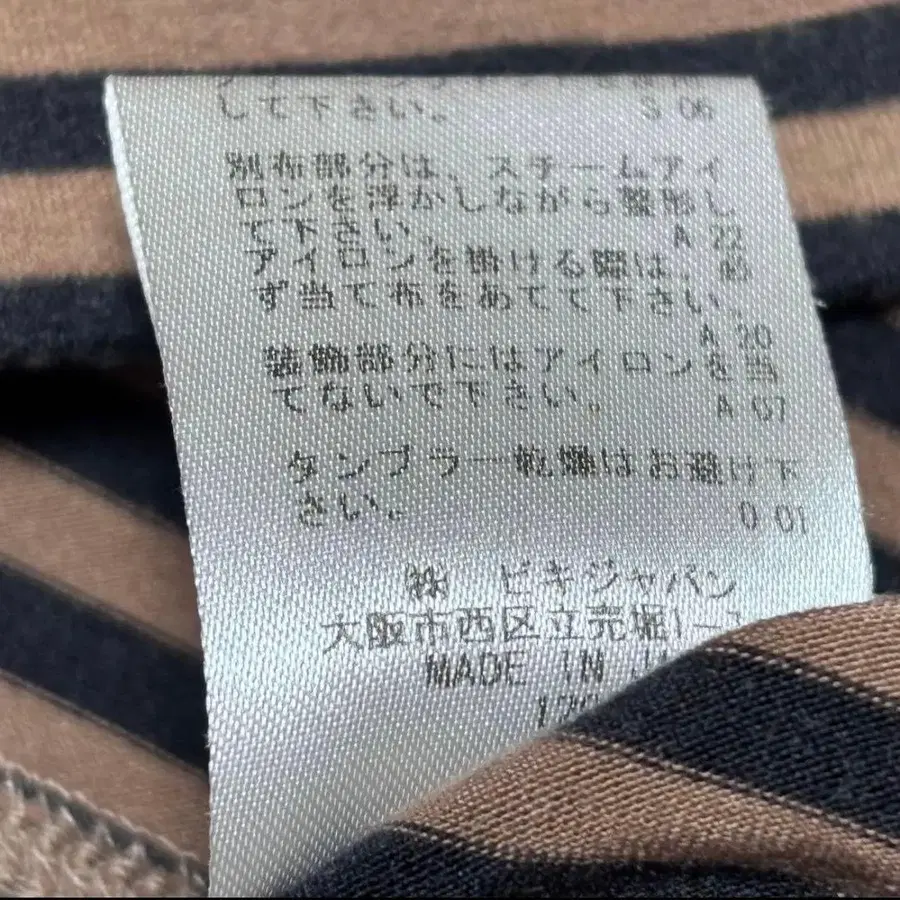 して下さい。 S 06
別布部分は、スチームアイ
ロンを浮かしながら整形し
て下さい。 A 22
アイロンを掛ける際は、必
ず当て布をあてて下さい。
A 20
装飾部分にはアイロンを当
てないで下さい。 A 07
タンブラー乾燥はお避け下
さい。 0 01
㈱ ビキジャパン
大阪市西区立売堀1-
MADE IN